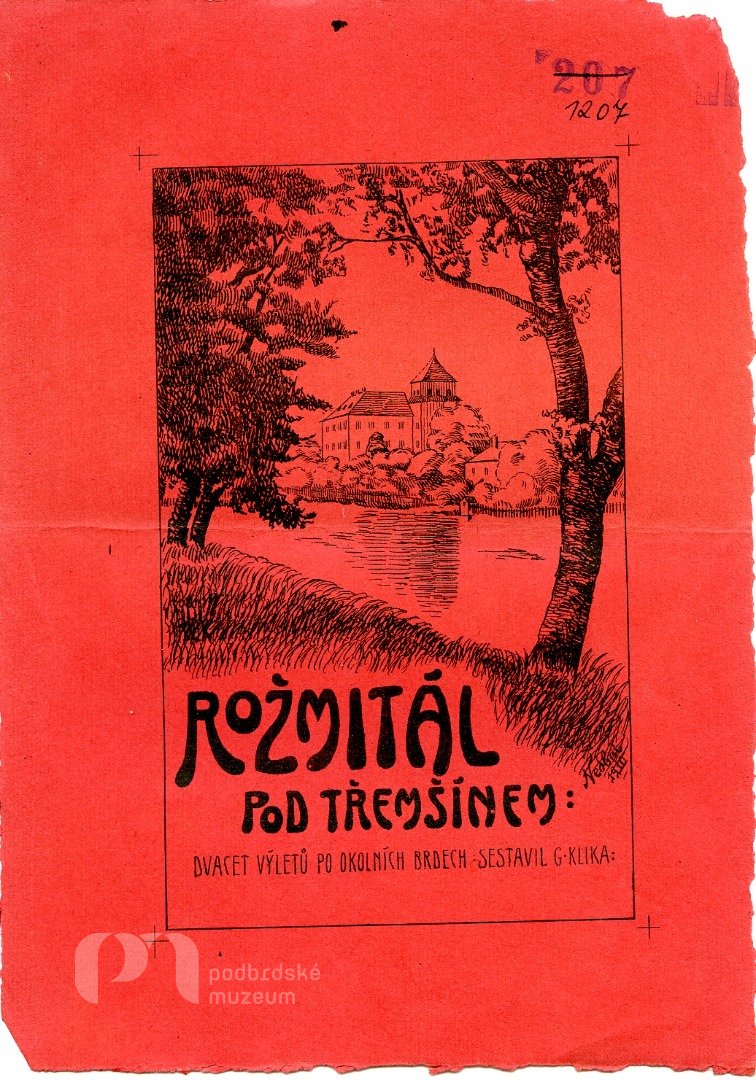 207
1207
ROŽMITÁL
POD TŘEMŠÍNEM:
DVACET VÝLETŮ PO OKOLNÍCH BRDECH : SESTAVIL G. KLIKA:
podbrdské
muzeum